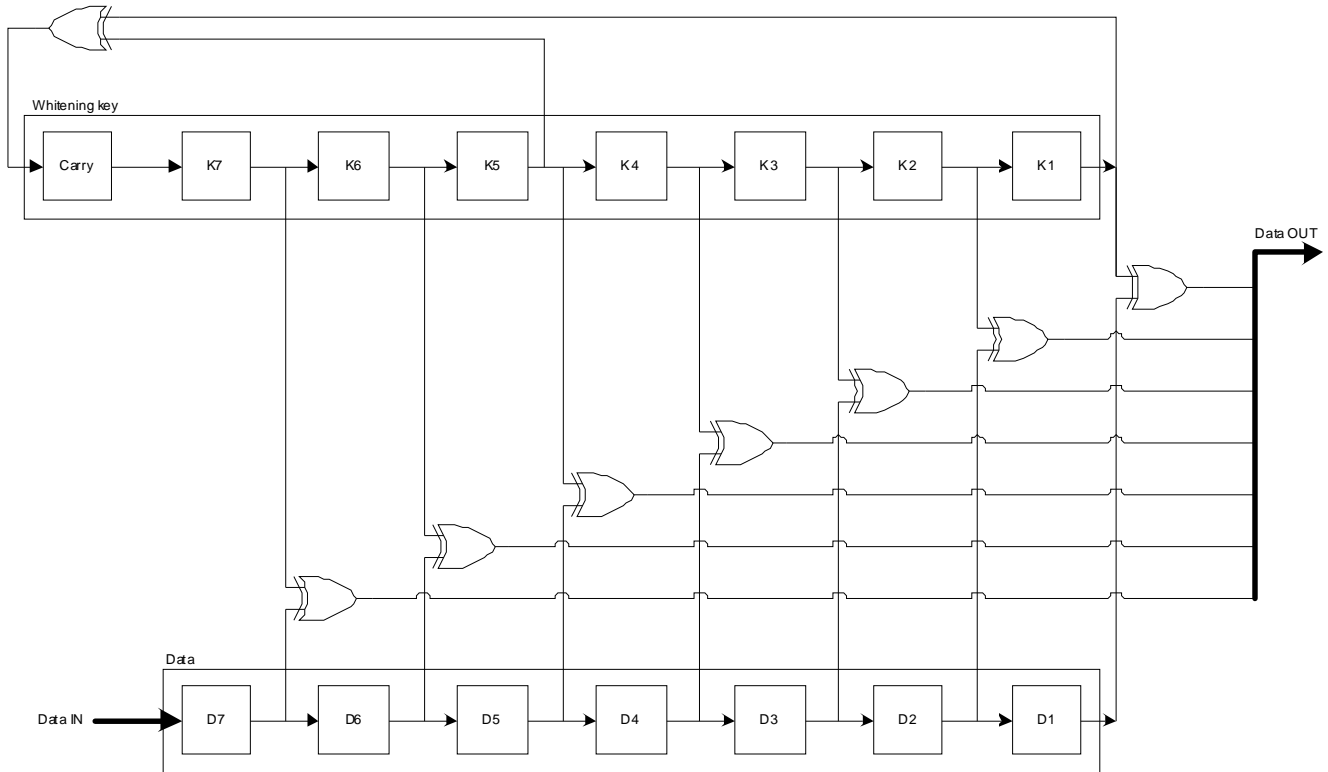 Whitening key
Carry
K7
K6
K5
K4
K3
K2
K1
Data OUT
Data
Data IN
D7
D6
D5
D4
D3
D2
D1